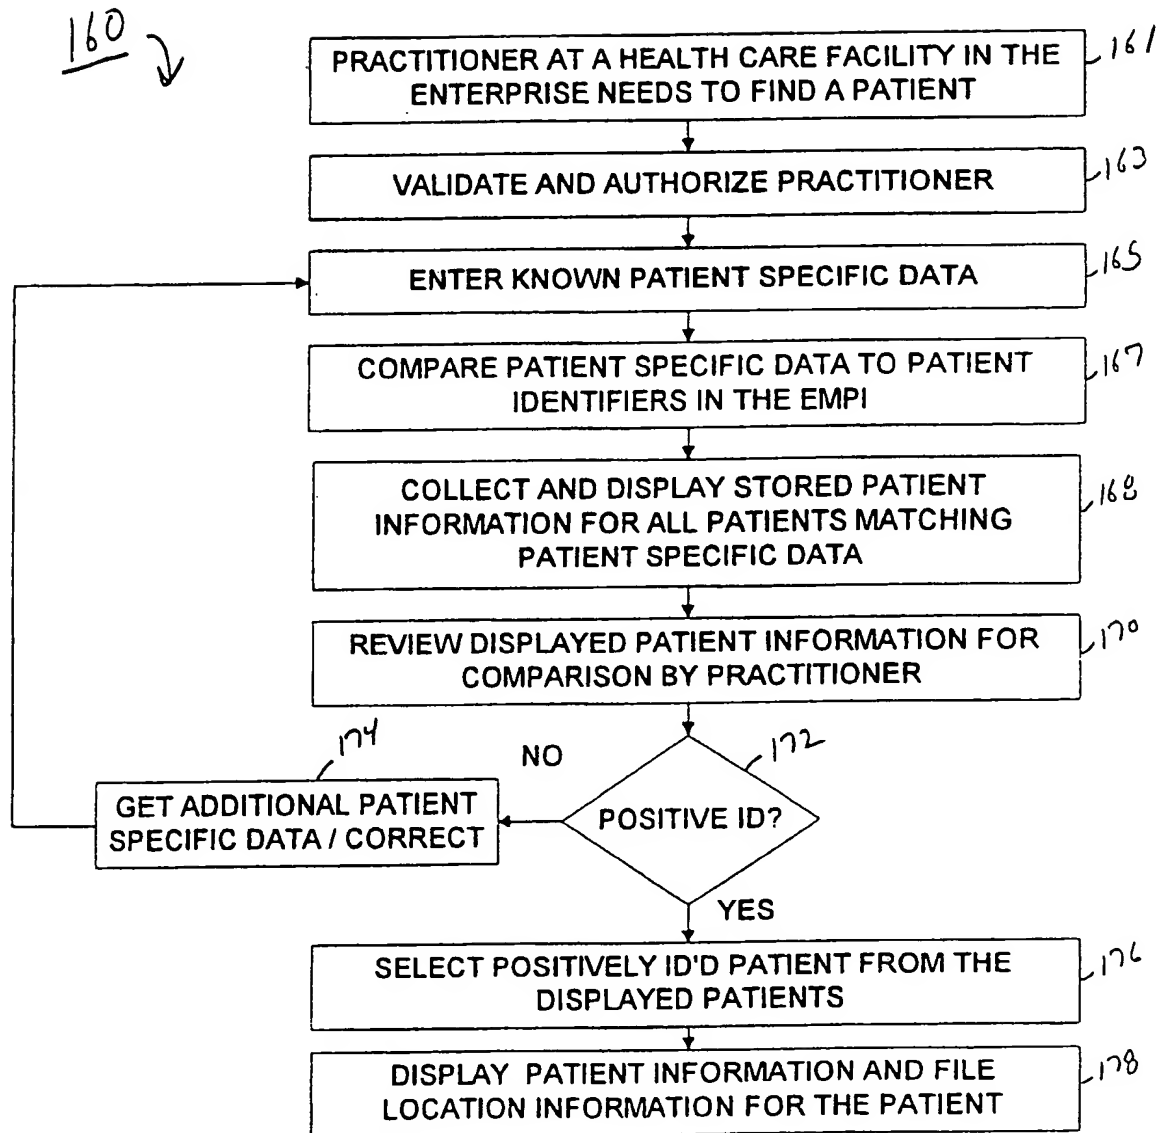 160
PRACTITIONER AT A HEALTH CARE FACILITY IN THE
ENTERPRISE NEEDS TO FIND A PATIENT
161
VALIDATE AND AUTHORIZE PRACTITIONER
163
ENTER KNOWN PATIENT SPECIFIC DATA
165
COMPARE PATIENT SPECIFIC DATA TO PATIENT
IDENTIFIERS IN THE EMPI
167
COLLECT AND DISPLAY STORED PATIENT
INFORMATION FOR ALL PATIENTS MATCHING
PATIENT SPECIFIC DATA
168
REVIEW DISPLAYED PATIENT INFORMATION FOR
COMPARISON BY PRACTITIONER
170
172
POSITIVE ID?
NO
174
GET ADDITIONAL PATIENT
SPECIFIC DATA / CORRECT
YES
SELECT POSITIVELY ID'D PATIENT FROM THE
DISPLAYED PATIENTS
176
DISPLAY PATIENT INFORMATION AND FILE
LOCATION INFORMATION FOR THE PATIENT
178